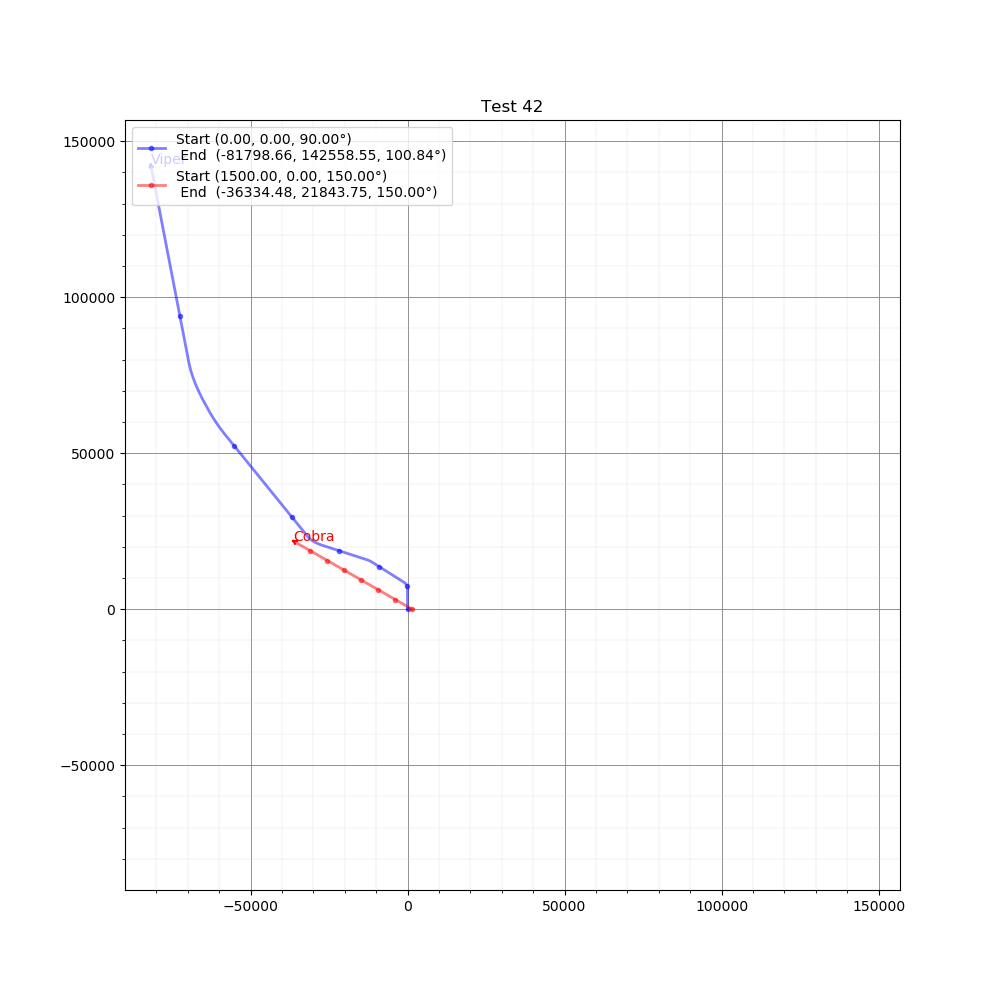 Test 42
Start (0.00, 0.00, 90.00°)
End (-81798.66, 142558.55, 100.84°)
Start (1500.00, 0.00, 150.00°)
End (-36334.48, 21843.75, 150.00°)
Viper
Cobra
150000
100000
50000
0
−50000
−50000
0
50000
100000
150000